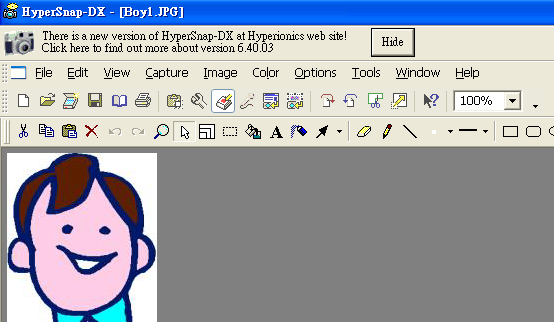 HyperSnap-DX - [Boy1.JPG]
There is a new version of HyperSnap-DX at Hyperionics web site!
Click here to find out more about version 6.40.03
Hide
File Edit View Capture Image Color Options Tools Window Help
100%
A